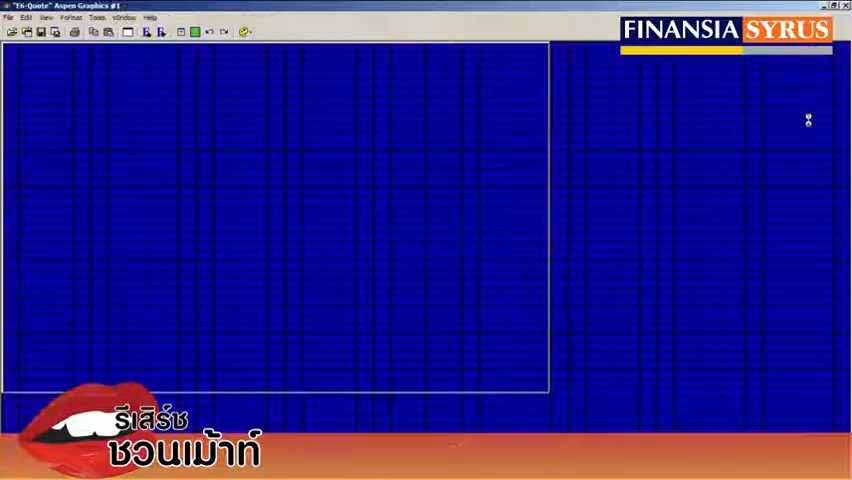 "E6-Quote" Aspen Graphics #1
File Edit View Format Tools Window Help
FINANSIA SYRUS
รีเสิร์ช
ชวนเม้าท์